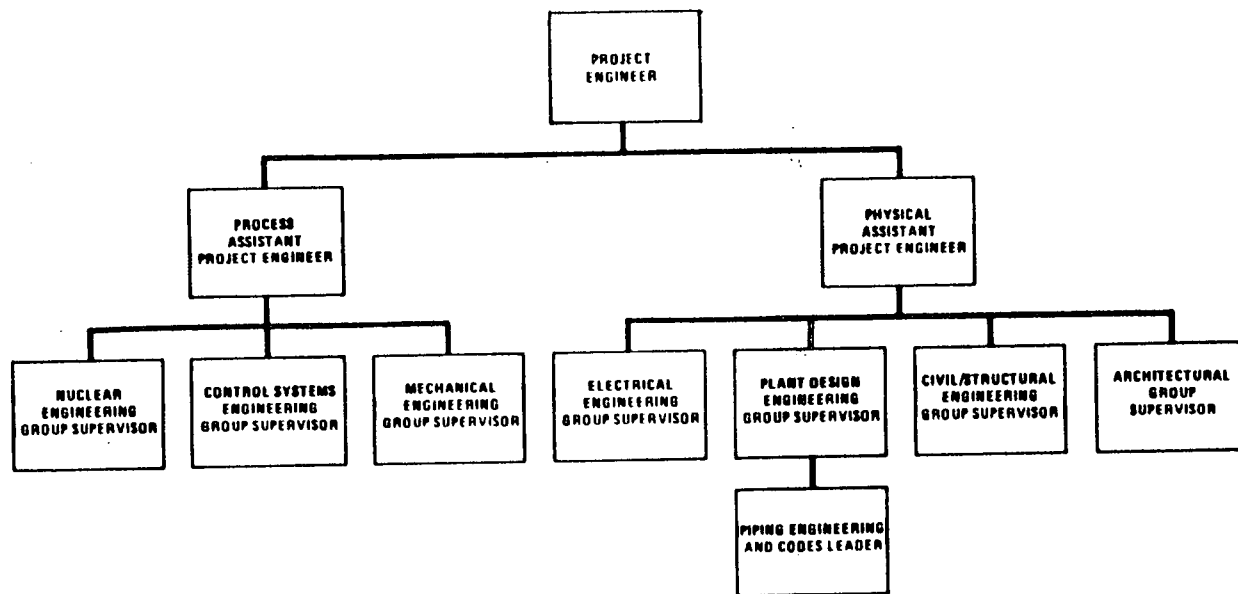 PROJECT
ENGINEER
PROCESS
ASSISTANT
PROJECT ENGINEER
PHYSICAL
ASSISTANT
PROJECT ENGINEER
NUCLEAR
ENGINEERING
GROUP SUPERVISOR
CONTROL SYSTEMS
ENGINEERING
GROUP SUPERVISOR
MECHANICAL
ENGINEERING
GROUP SUPERVISOR
ELECTRICAL
ENGINEERING
GROUP SUPERVISOR
PLANT DESIGN
ENGINEERING
GROUP SUPERVISOR
CIVIL/STRUCTURAL
ENGINEERING
GROUP SUPERVISOR
ARCHITECTURAL
GROUP
SUPERVISOR
PIPING ENGINEERING
AND CODES LEADER